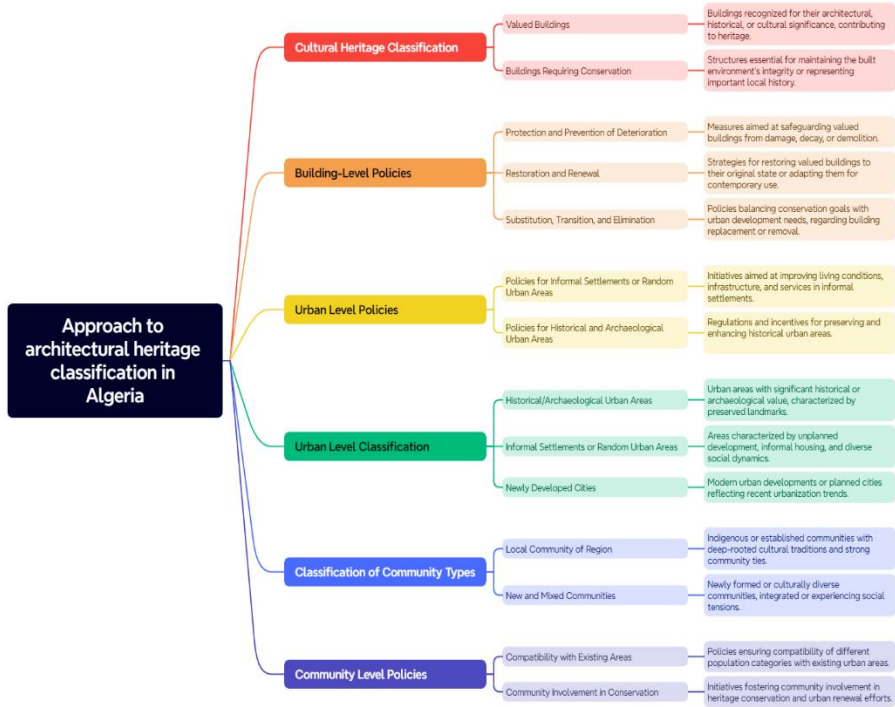 Approach to
architectural heritage
classification in
Algeria
Cultural Heritage Classification
Valued Buildings
Buildings recognized for their architectural,
historical, or cultural significance, contributing
to heritage.
Buildings Requiring Conservation
Structures essential for maintaining the built
environment's integrity or representing
important local history.
Building-Level Policies
Protection and Prevention of Deterioration
Measures aimed at safeguarding valued
buildings from damage, decay, or demolition.
Restoration and Renewal
Strategies for restoring valued buildings to
their original state or adapting them for
contemporary use.
Substitution, Transition, and Elimination
Policies balancing conservation goals with
urban development needs, regarding building
replacement or removal.
Urban Level Policies
Policies for Informal Settlements or Random
Urban Areas
Initiatives aimed at improving living conditions,
infrastructure, and services in informal
settlements.
Policies for Historical and Archaeological
Urban Areas
Regulations and incentives for preserving and
enhancing historical urban areas.
Urban Level Classification
Historical/Archaeological Urban Areas
Urban areas with significant historical or
archaeological value, characterized by
preserved landmarks.
Informal Settlements or Random Urban Areas
Areas characterized by unplanned
development, informal housing, and diverse
social dynamics.
Newly Developed Cities
Modern urban developments or planned cities
reflecting recent urbanization trends.
Classification of Community Types
Local Community of Region
Indigenous or established communities with
deep-rooted cultural traditions and strong
community ties.
New and Mixed Communities
Newly formed or culturally diverse
communities, integrated or experiencing social
tensions.
Community Level Policies
Compatibility with Existing Areas
Policies ensuring compatibility of different
population categories with existing urban areas.
Community Involvement in Conservation
Initiatives fostering community involvement in
heritage conservation and urban renewal efforts.